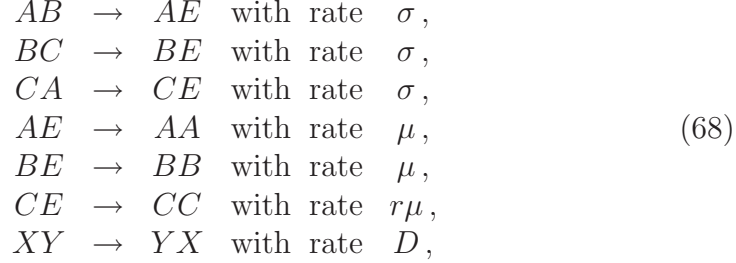 AB → AE with rate σ ,
BC → BE with rate σ ,
CA → CE with rate σ ,
AE → AA with rate μ , (68)
BE → BB with rate μ ,
CE → CC with rate rμ ,
XY → YX with rate D ,